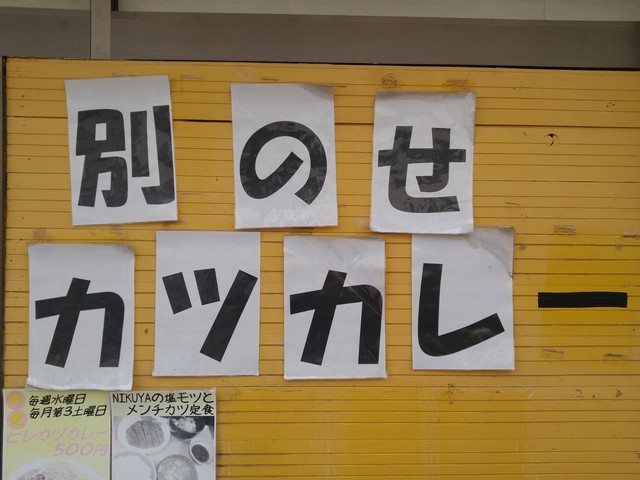 別のせ
カツカレー
毎週水曜日
毎月第3土曜日
ヒレカツカレー
500円
NIKUYAの塩モツと
メンチカツ定食